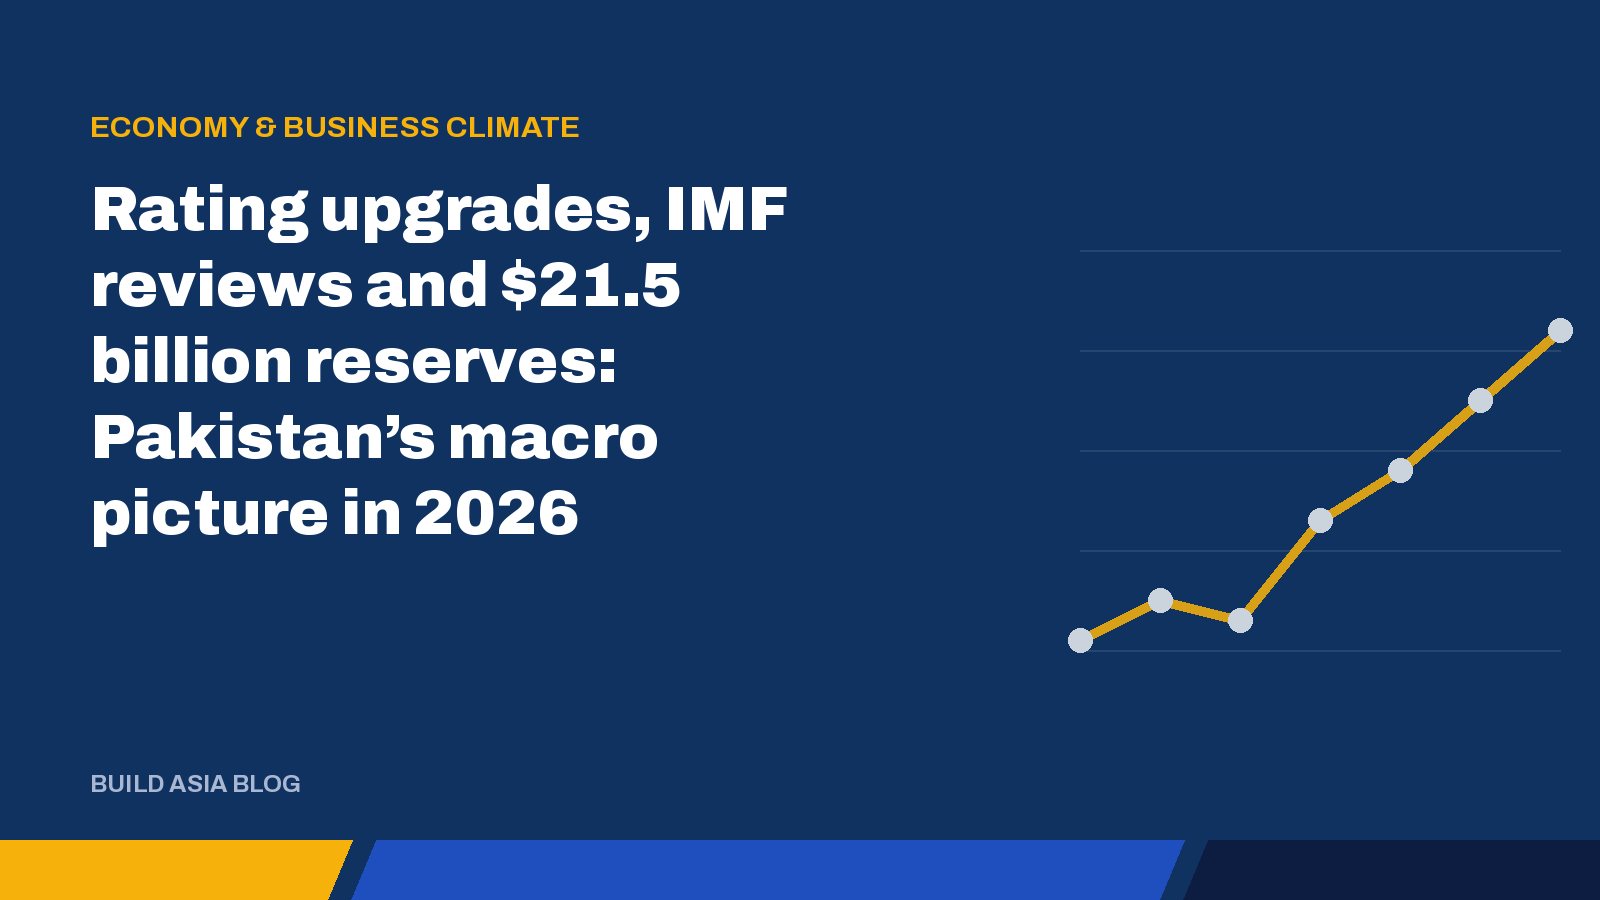 ECONOMY & BUSINESS CLIMATE
Rating upgrades, IMF
reviews and $21.5
billion reserves:
Pakistan’s macro
picture in 2026
BUILD ASIA BLOG